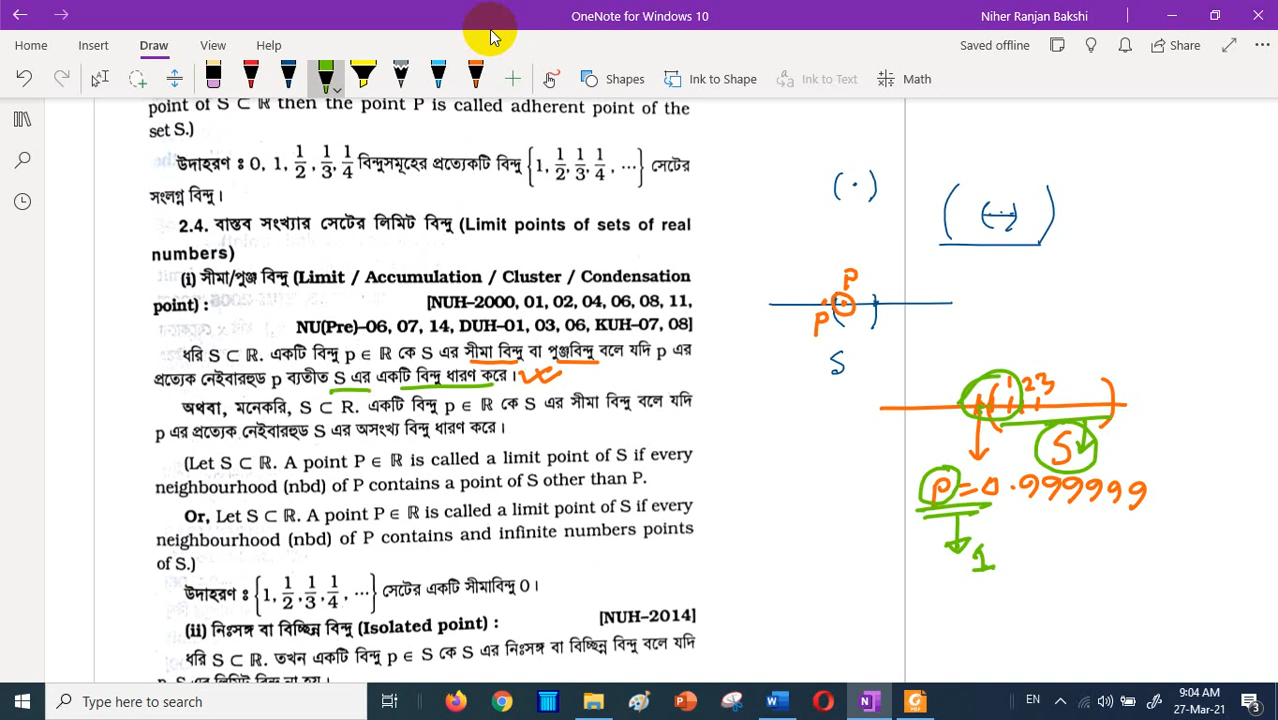 OneNote for Windows 10
Niher Ranjan Bakshi
Home Insert Draw View Help
Saved offline
Share
Shapes
Ink to Shape
Ink to Text
Math
point of S ⊂ ℝ then the point P is called adherent point of the
set S.)
উদাহরণ ঃ 0, 1, 1/2, 1/3, 1/4 বিন্দুসমূহের প্রত্যেকটি বিন্দু {1, 1/2, 1/3, 1/4, ...} সেটের
সংলগ্ন বিন্দু।
2.4. বাস্তব সংখ্যার সেটের লিমিট বিন্দু (Limit points of sets of real
numbers)
(i) সীমা/পুঞ্জ বিন্দু (Limit / Accumulation / Cluster / Condensation
point) : [NUH–2000, 01, 02, 04, 06, 08, 11,
NU(Pre)–06, 07, 14, DUH–01, 03, 06, KUH–07, 08]
ধরি S ⊂ ℝ. একটি বিন্দু p ∈ ℝ কে S এর সীমা বিন্দু বা পুঞ্জবিন্দু বলে যদি p এর
প্রত্যেক নেইবারহুড p ব্যতীত S এর একটি বিন্দু ধারণ করে।
অথবা, মনেকরি, S ⊂ R. একটি বিন্দু p ∈ ℝ কে S এর সীমা বিন্দু বলে যদি
p এর প্রত্যেক নেইবারহুড S এর অসংখ্য বিন্দু ধারণ করে।
(Let S ⊂ ℝ. A point P ∈ ℝ is called a limit point of S if every
neighbourhood (nbd) of P contains a point of S other than P.
Or, Let S ⊂ ℝ. A point P ∈ ℝ is called a limit point of S if every
neighbourhood (nbd) of P contains and infinite numbers points
of S.)
উদাহরণ ঃ {1, 1/2, 1/3, 1/4, ...} সেটের একটি সীমাবিন্দু 0।
(ii) নিঃসঙ্গ বা বিচ্ছিন্ন বিন্দু (Isolated point) : [NUH–2014]
ধরি S ⊂ ℝ. তখন একটি বিন্দু p ∈ S কে S এর নিঃসঙ্গ বা বিচ্ছিন্ন বিন্দু বলে যদি
p, S এর লিমিট বিন্দু না হয়।
P
P
S
1 2 3
S
P = 0.999999
1
Type here to search
EN
9:04 AM
27-Mar-21
3